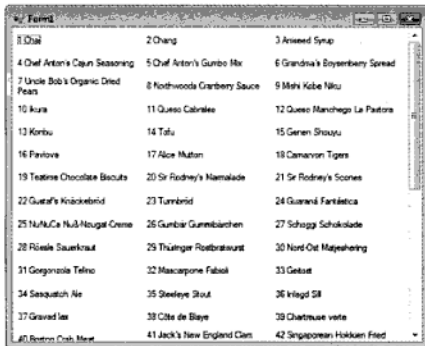 Form1
1 Chai 2 Chang 3 Aniseed Syrup
4 Chef Anton's Cajun Seasoning 5 Chef Anton's Gumbo Mix 6 Grandma's Boysenberry Spread
7 Uncle Bob's Organic Dried Pears 8 Northwoods Cranberry Sauce 9 Mishi Kobe Niku
10 Ikura 11 Queso Cabrales 12 Queso Manchego La Pastora
13 Konbu 14 Tofu 15 Genen Shouyu
16 Pavlova 17 Alice Mutton 18 Carnarvon Tigers
19 Teatime Chocolate Biscuits 20 Sir Rodney's Marmalade 21 Sir Rodney's Scones
22 Gustaf's Knäckebröd 23 Tunnbröd 24 Guaraná Fantástica
25 NuNuCa Nuß-Nougat-Creme 26 Gumbär Gummibärchen 27 Schoggi Schokolade
28 Rössle Sauerkraut 29 Thüringer Rostbratwurst 30 Nord-Ost Matjeshering
31 Gorgonzola Telino 32 Mascarpone Fabioli 33 Geitost
34 Sasquatch Ale 35 Steeleye Stout 36 Inlagd Sill
37 Gravad lax 38 Côte de Blaye 39 Chartreuse verte
40 Boston Crab Meat 41 Jack's New England Clam 42 Singaporean Hokkien Fried